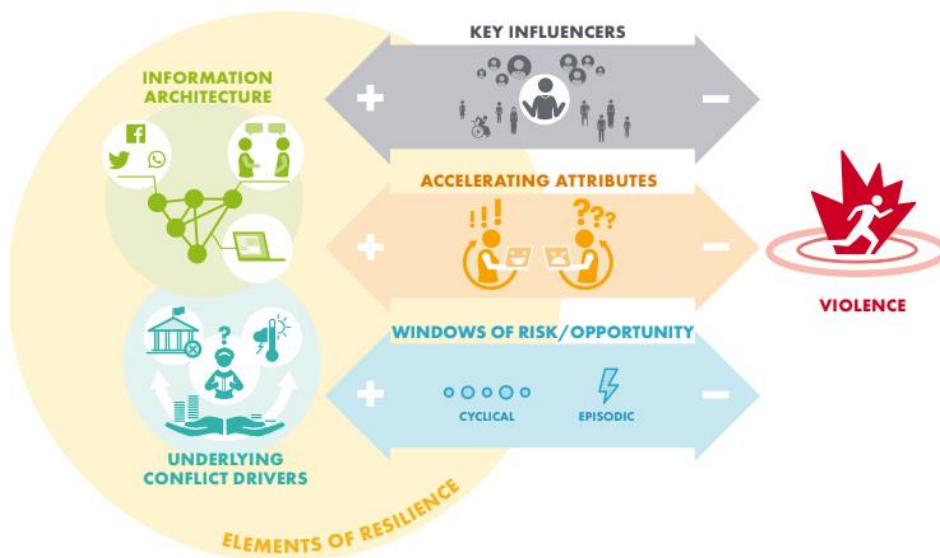 KEY INFLUENCERS
INFORMATION
ARCHITECTURE
+ −
ACCELERATING ATTRIBUTES
!!! ???
+ −
VIOLENCE
WINDOWS OF RISK/OPPORTUNITY
?
+ −
CYCLICAL EPISODIC
UNDERLYING
CONFLICT DRIVERS
ELEMENTS OF RESILIENCE